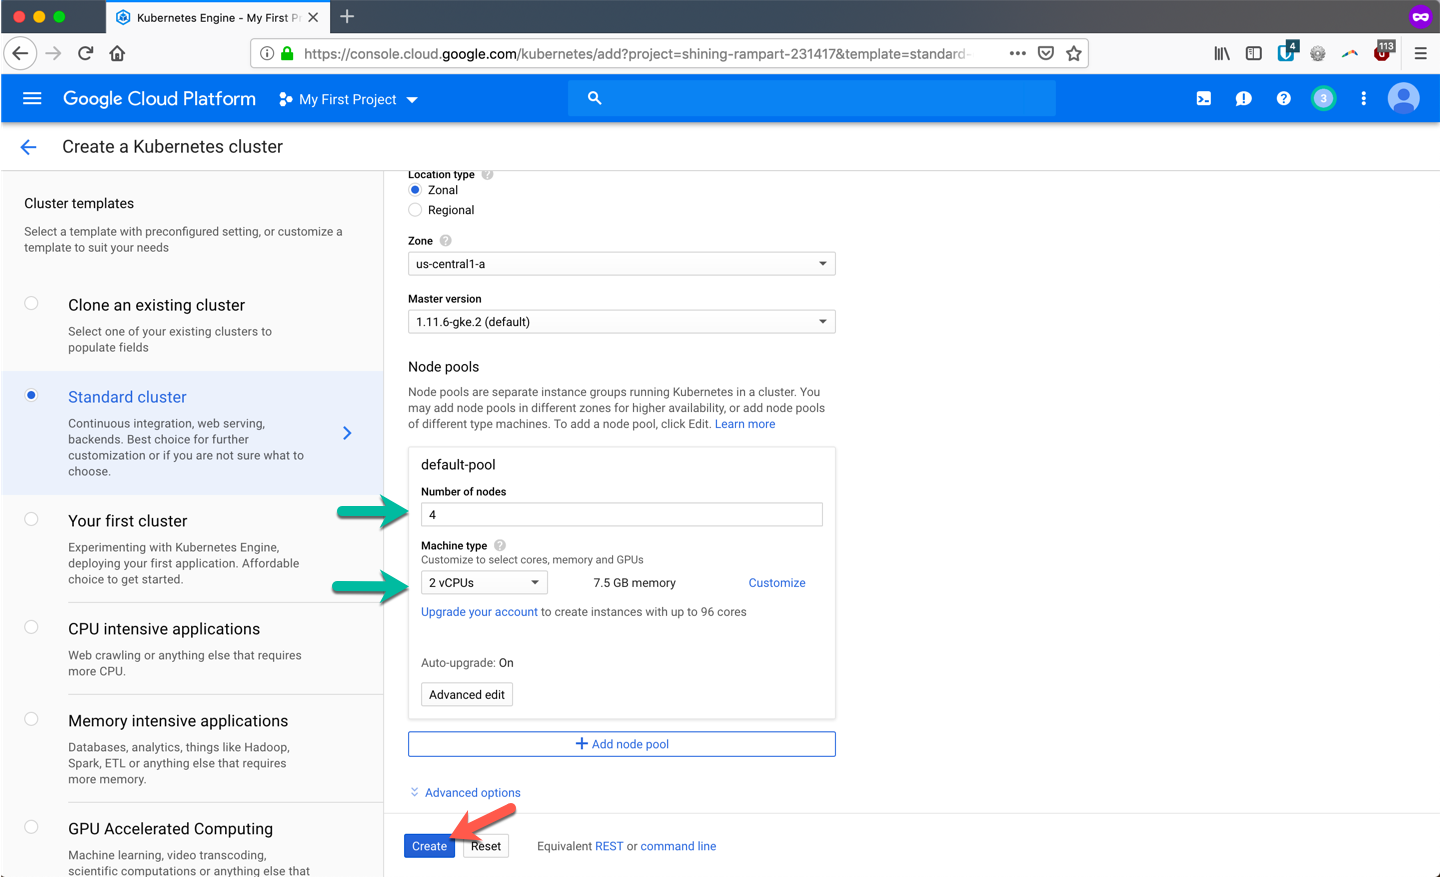 Kubernetes Engine - My First Pr
https://console.cloud.google.com/kubernetes/add?project=shining-rampart-231417&template=standard-
4
113
Google Cloud Platform
My First Project
3
Create a Kubernetes cluster
Cluster templates
Select a template with preconfigured setting, or customize a
template to suit your needs
Clone an existing cluster
Select one of your existing clusters to
populate fields
Standard cluster
Continuous integration, web serving,
backends. Best choice for further
customization or if you are not sure what to
choose.
Your first cluster
Experimenting with Kubernetes Engine,
deploying your first application. Affordable
choice to get started.
CPU intensive applications
Web crawling or anything else that requires
more CPU.
Memory intensive applications
Databases, analytics, things like Hadoop,
Spark, ETL or anything else that requires
more memory.
GPU Accelerated Computing
Machine learning, video transcoding,
scientific computations or anything else that
Location type
Zonal
Regional
Zone
us-central1-a
Master version
1.11.6-gke.2 (default)
Node pools
Node pools are separate instance groups running Kubernetes in a cluster. You
may add node pools in different zones for higher availability, or add node pools
of different type machines. To add a node pool, click Edit. Learn more
default-pool
Number of nodes
4
Machine type
Customize to select cores, memory and GPUs
2 vCPUs 7.5 GB memory Customize
Upgrade your account to create instances with up to 96 cores
Auto-upgrade: On
Advanced edit
Add node pool
Advanced options
Create Reset Equivalent REST or command line